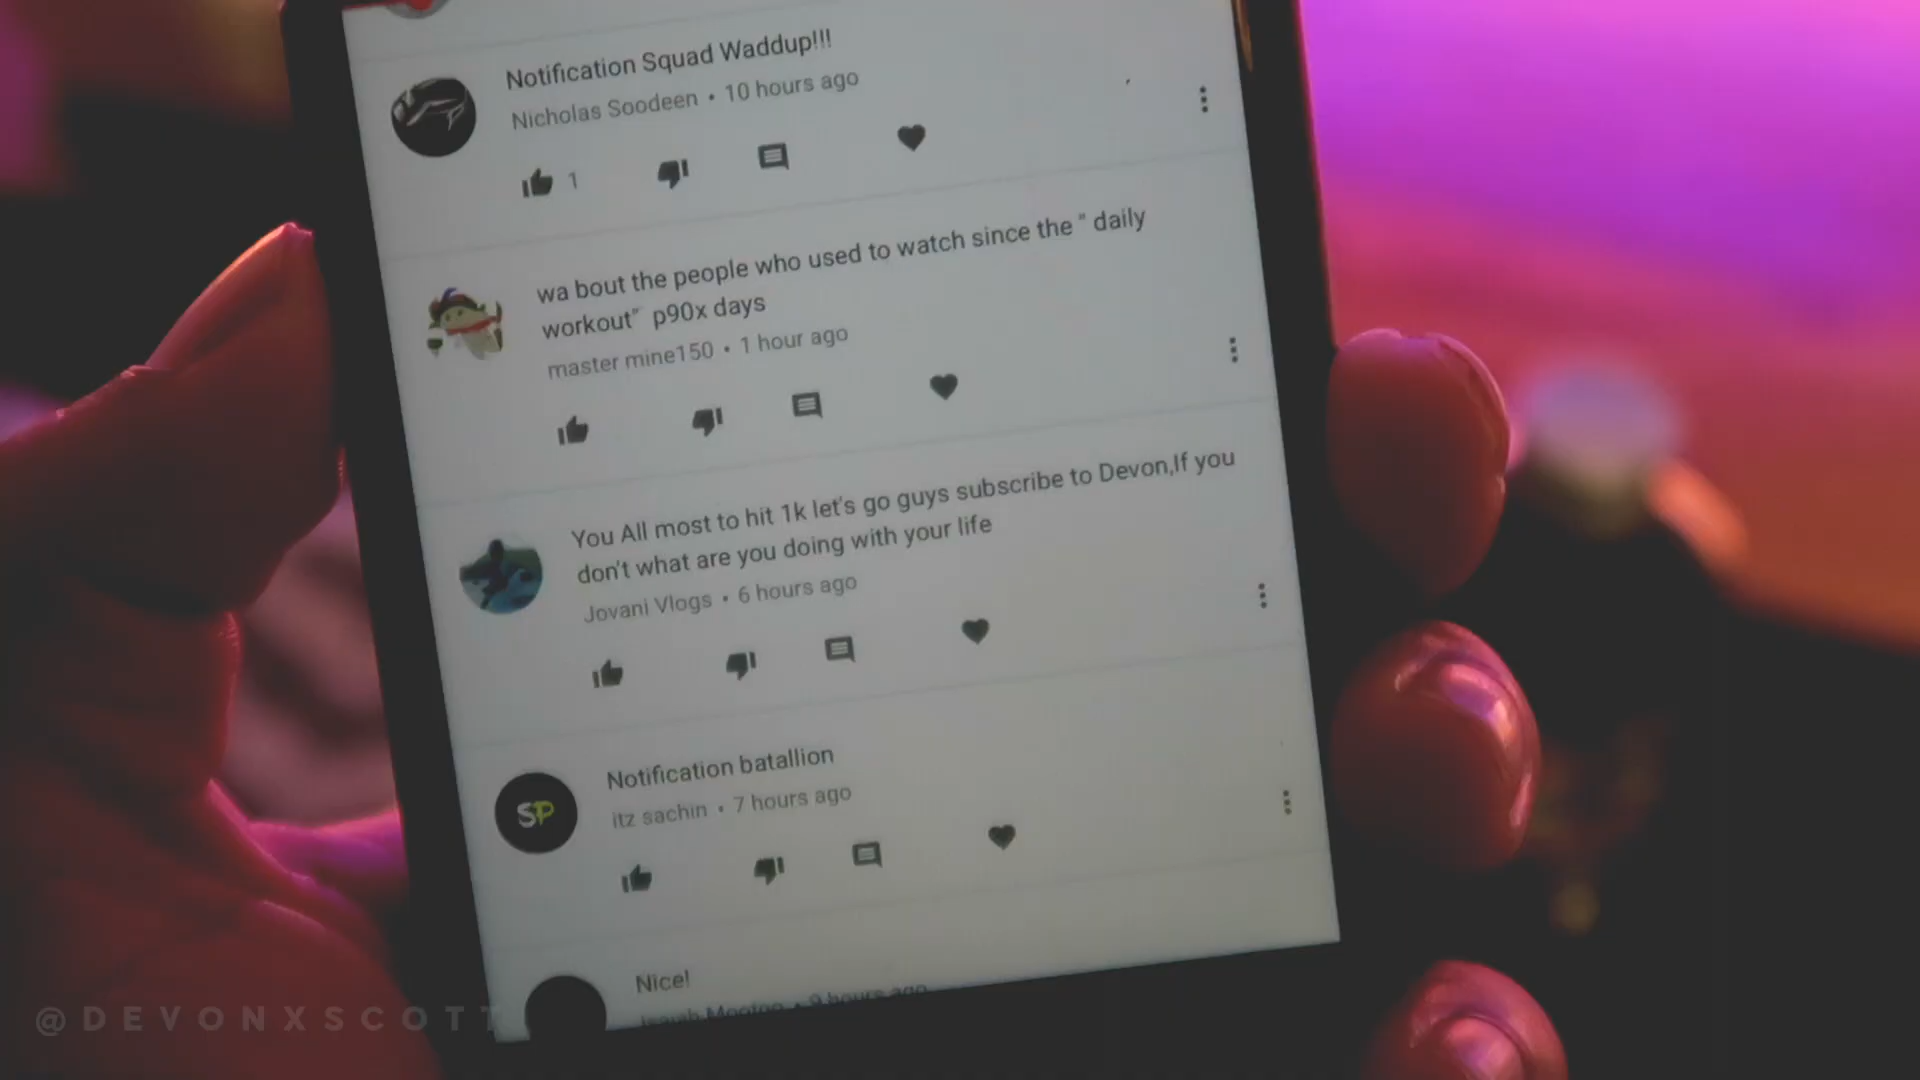 Notification Squad Waddup!!!
Nicholas Soodeen • 10 hours ago
1
wa bout the people who used to watch since the " daily
workout" p90x days
master mine150 • 1 hour ago
You All most to hit 1k let's go guys subscribe to Devon,If you
don't what are you doing with your life
Jovani Vlogs • 6 hours ago
Notification batallion
itz sachin • 7 hours ago
SP
Nice!
• 9 hours ago
@DEVONXSCOTT